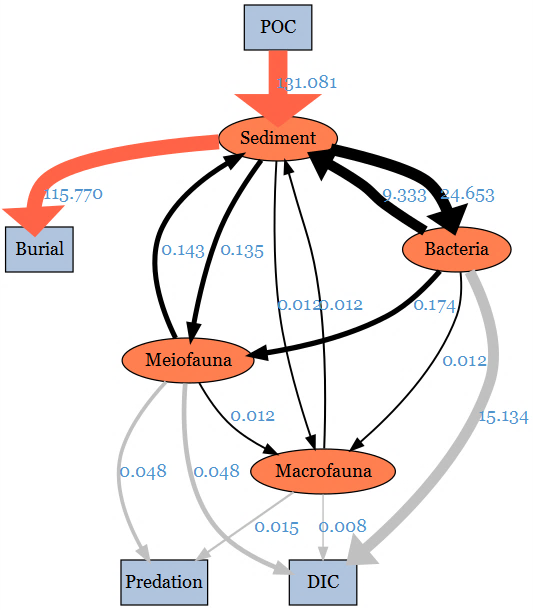 POC
131.081
Sediment
115.770
9.333
24.653
Burial
0.143
0.135
Bacteria
0.012
0.012
0.174
Meiofauna
0.012
0.012
15.134
Macrofauna
0.048
0.048
0.015
0.008
Predation
DIC